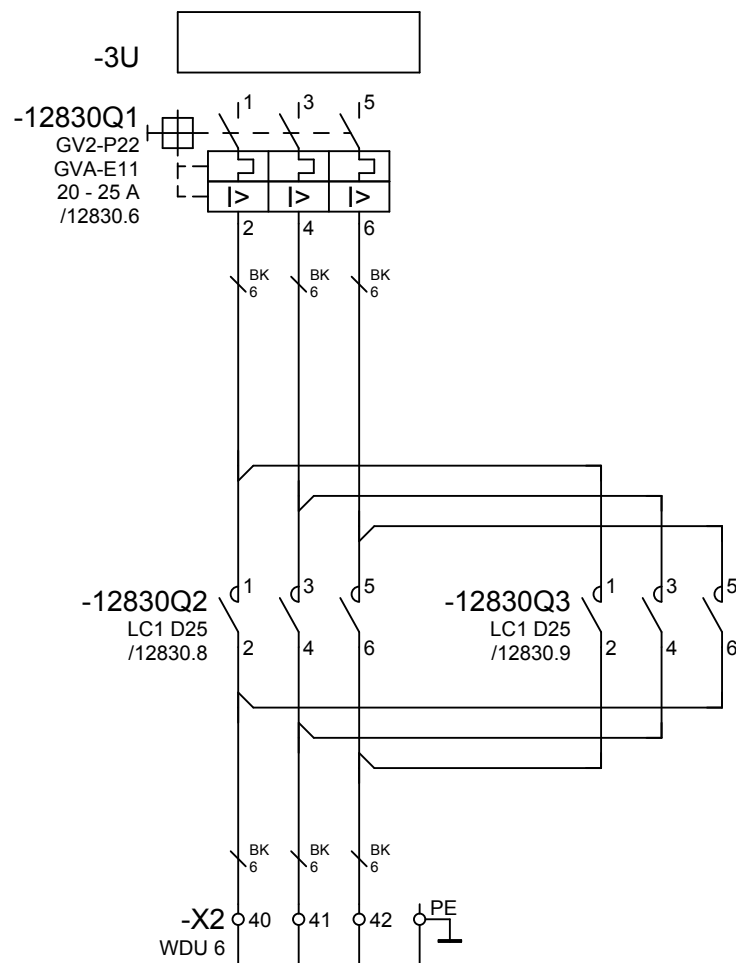 -3U
1 3 5
-12830Q1
GV2-P22
GVA-E11
20 - 25 A
/12830.6
I> I> I>
2 4 6
BK BK BK
6 6 6
1 3 5
-12830Q2
LC1 D25
/12830.8
2 4 6
1 3 5
-12830Q3
LC1 D25
/12830.9
2 4 6
BK BK BK
6 6 6
-X2 40 41 42 PE
WDU 6